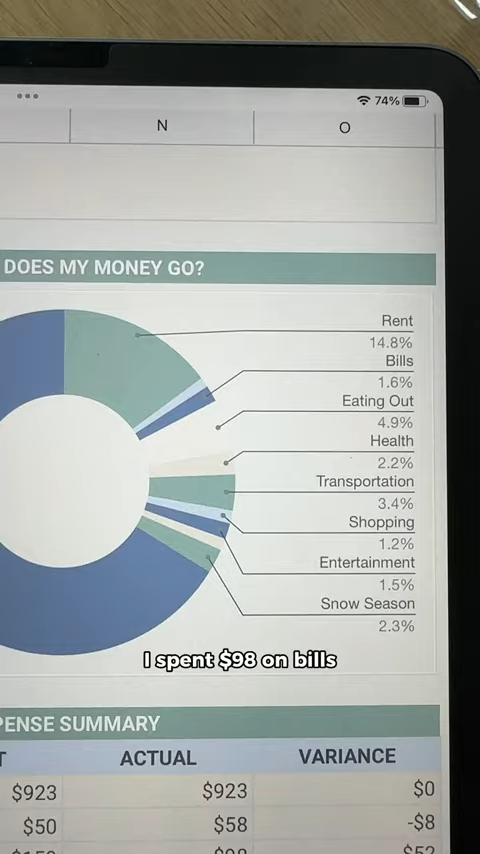 74%
N
O
DOES MY MONEY GO?
Rent
14.8%
Bills
1.6%
Eating Out
4.9%
Health
2.2%
Transportation
3.4%
Shopping
1.2%
Entertainment
1.5%
Snow Season
2.3%
I spent $98 on bills
PENSE SUMMARY
T
ACTUAL
VARIANCE
$923
$923
$0
$50
$58
-$8
$98
$52